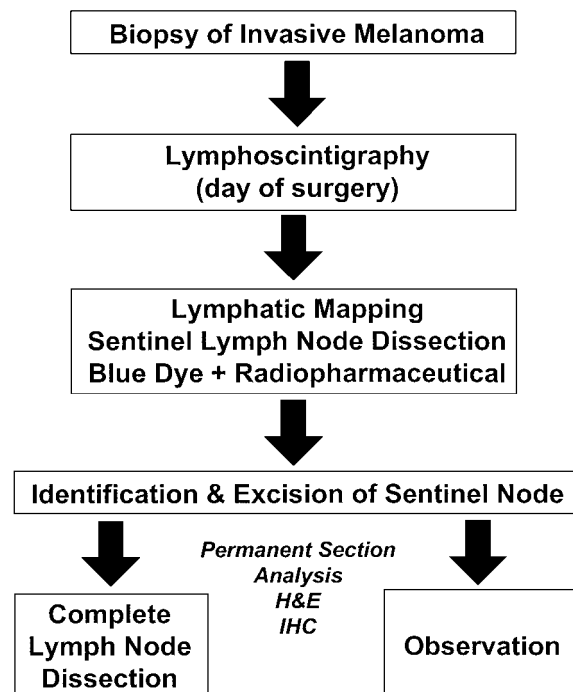 Biopsy of Invasive Melanoma
Lymphoscintigraphy
(day of surgery)
Lymphatic Mapping
Sentinel Lymph Node Dissection
Blue Dye + Radiopharmaceutical
Identification & Excision of Sentinel Node
Permanent Section
Analysis
H&E
IHC
Complete
Lymph Node
Dissection
Observation